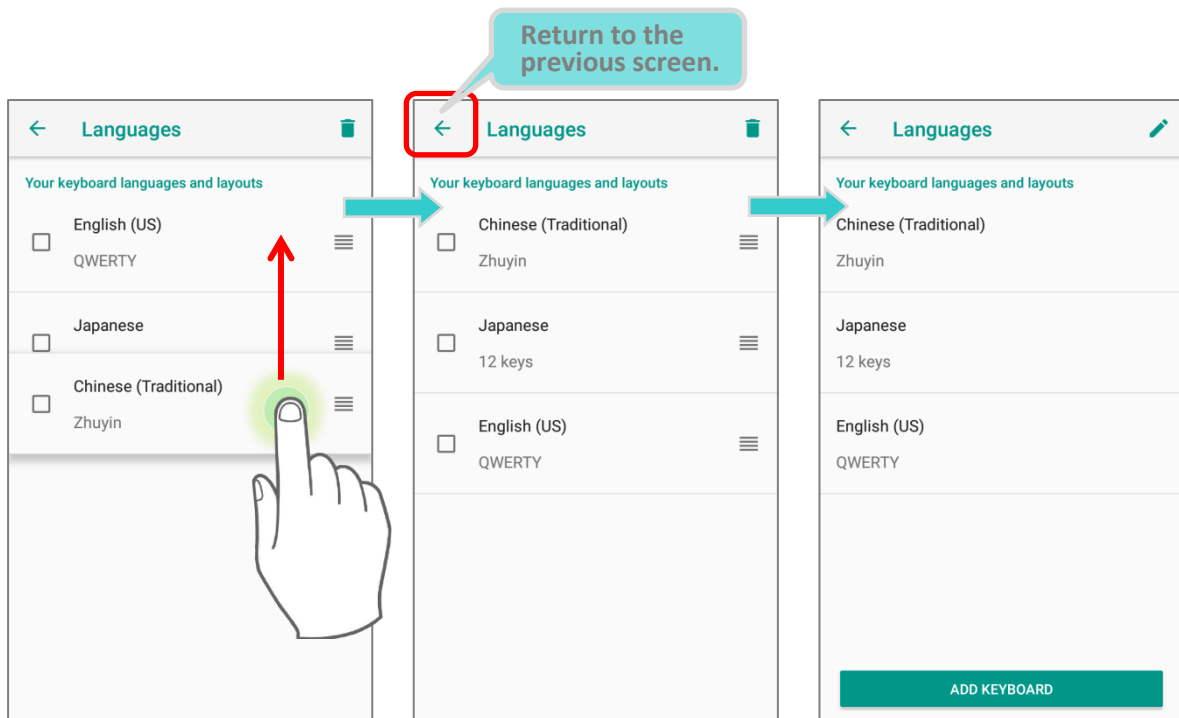 Return to the
previous screen.
Languages
Your keyboard languages and layouts
English (US)
QWERTY
Japanese
Chinese (Traditional)
Zhuyin
Languages
Your keyboard languages and layouts
Chinese (Traditional)
Zhuyin
Japanese
12 keys
English (US)
QWERTY
Languages
Your keyboard languages and layouts
Chinese (Traditional)
Zhuyin
Japanese
12 keys
English (US)
QWERTY
ADD KEYBOARD